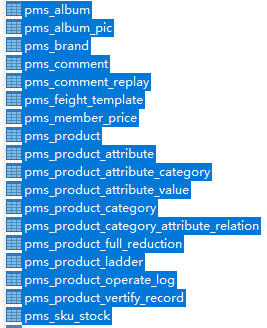 pms_album
pms_album_pic
pms_brand
pms_comment
pms_comment_replay
pms_feight_template
pms_member_price
pms_product
pms_product_attribute
pms_product_attribute_category
pms_product_attribute_value
pms_product_category
pms_product_category_attribute_relation
pms_product_full_reduction
pms_product_ladder
pms_product_operate_log
pms_product_vertify_record
pms_sku_stock